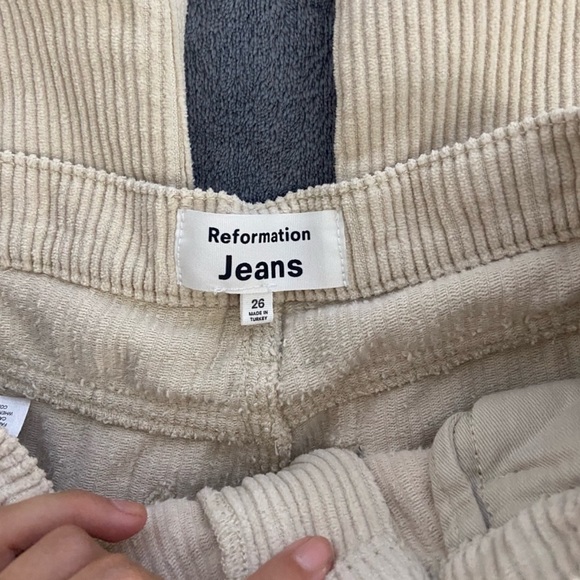 Reformation
Jeans
26
MADE IN
TURKEY